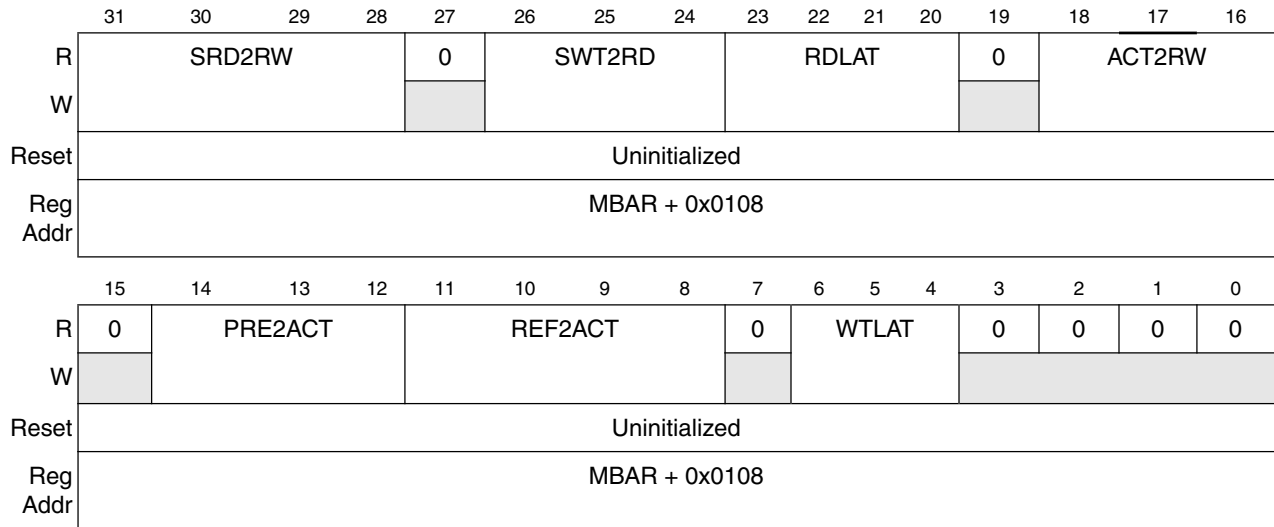 31 30 29 28 27 26 25 24 23 22 21 20 19 18 17 16
R SRD2RW 0 SWT2RD RDLAT 0 ACT2RW
W
Reset Uninitialized
Reg MBAR + 0x0108
Addr
15 14 13 12 11 10 9 8 7 6 5 4 3 2 1 0
R 0 PRE2ACT REF2ACT 0 WTLAT 0 0 0 0
W
Reset Uninitialized
Reg MBAR + 0x0108
Addr